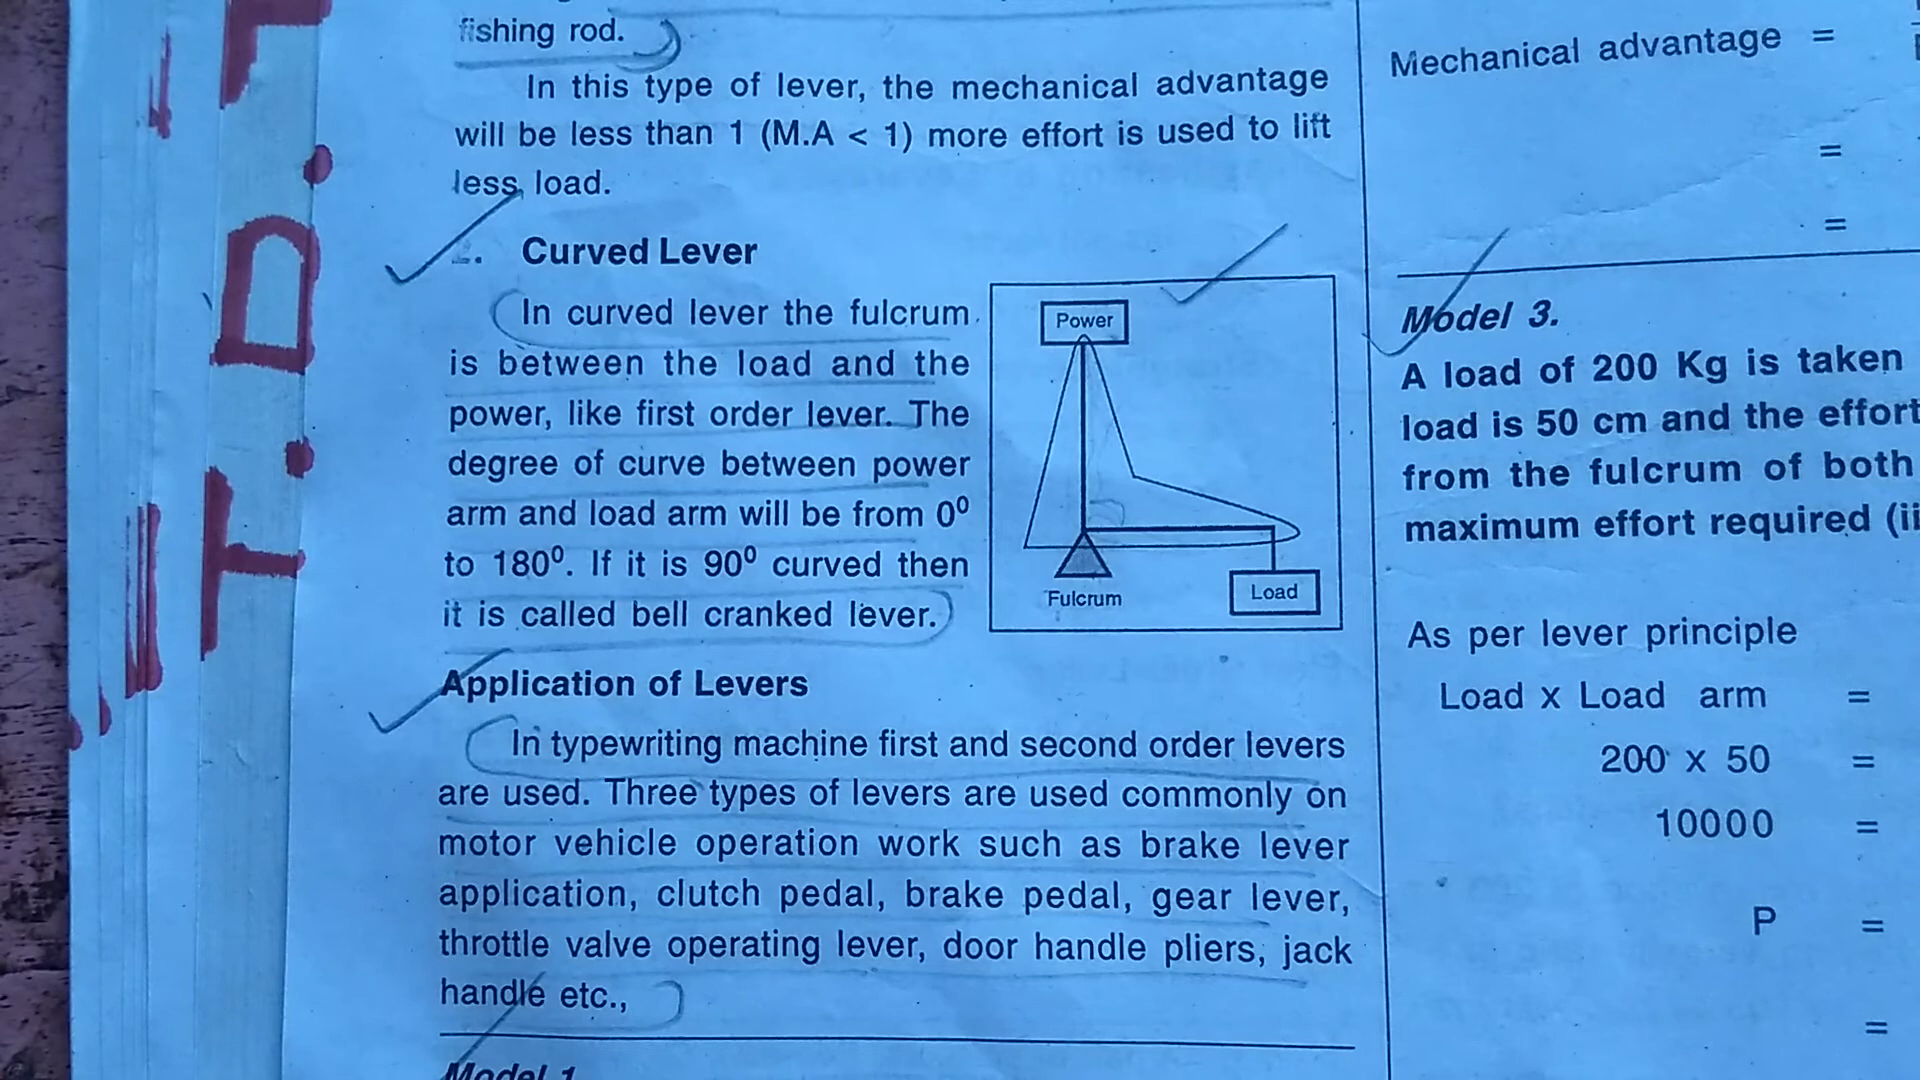 fishing rod.
In this type of lever, the mechanical advantage
will be less than 1 (M.A < 1) more effort is used to lift
less load.
2. Curved Lever
In curved lever the fulcrum
is between the load and the
power, like first order lever. The
degree of curve between power
arm and load arm will be from 0⁰
to 180⁰. If it is 90⁰ curved then
it is called bell cranked lever.
Power
Fulcrum
Load
Application of Levers
In typewriting machine first and second order levers
are used. Three types of levers are used commonly on
motor vehicle operation work such as brake lever
application, clutch pedal, brake pedal, gear lever,
throttle valve operating lever, door handle pliers, jack
handle etc.,
Model 1
Mechanical advantage =
=
=
Model 3.
A load of 200 Kg is taken
load is 50 cm and the effort
from the fulcrum of both
maximum effort required (ii
As per lever principle
Load x Load arm =
200 x 50 =
10000 =
P =
=
T.D.